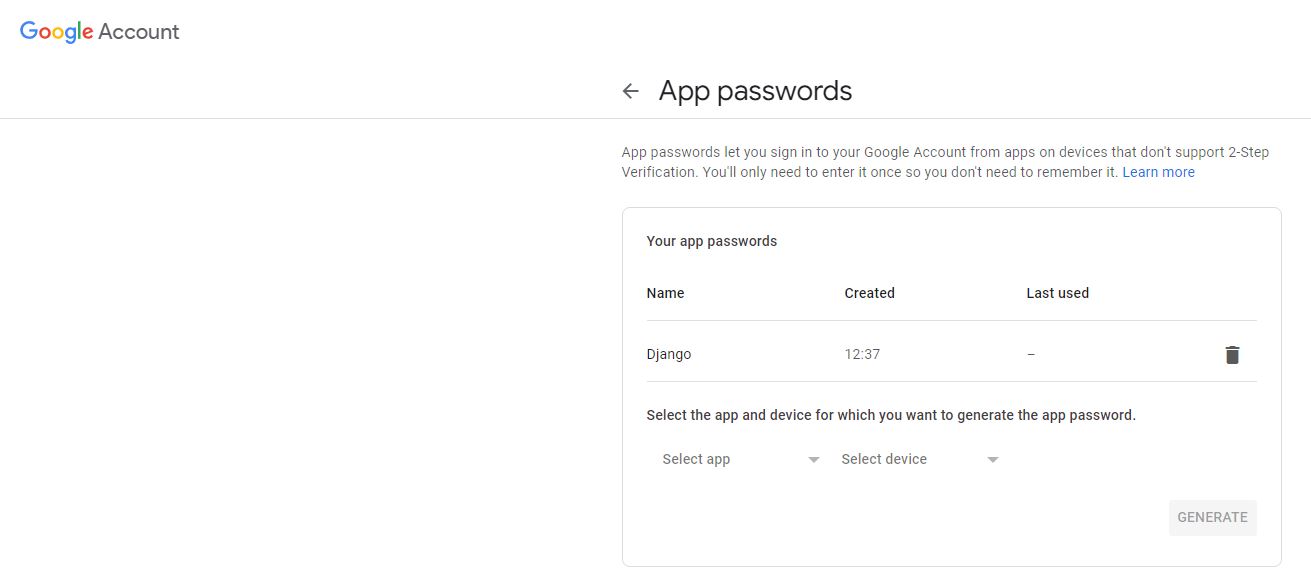 Google Account
App passwords
App passwords let you sign in to your Google Account from apps on devices that don't support 2-Step
Verification. You'll only need to enter it once so you don't need to remember it. Learn more
Your app passwords
Name Created Last used
Django 12:37 –
Select the app and device for which you want to generate the app password.
Select app Select device
GENERATE